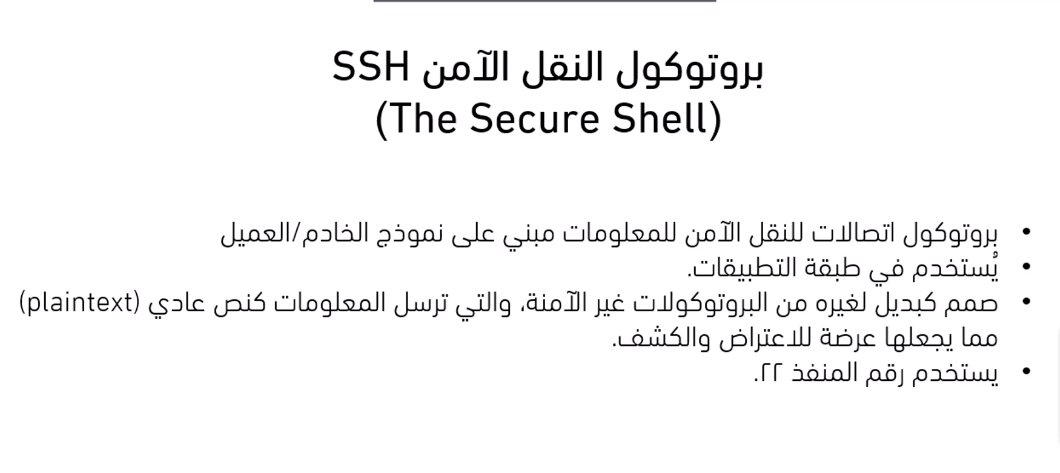 بروتوكول النقل الآمن SSH
(The Secure Shell)
• بروتوكول اتصالات للنقل الآمن للمعلومات مبني على نموذج الخادم/العميل
• يُستخدم في طبقة التطبيقات.
• صمم كبديل لغيره من البروتوكولات غير الآمنة، والتي ترسل المعلومات كنص عادي (plaintext)
مما يجعلها عرضة للاعتراض والكشف.
• يستخدم رقم المنفذ ٢٢.